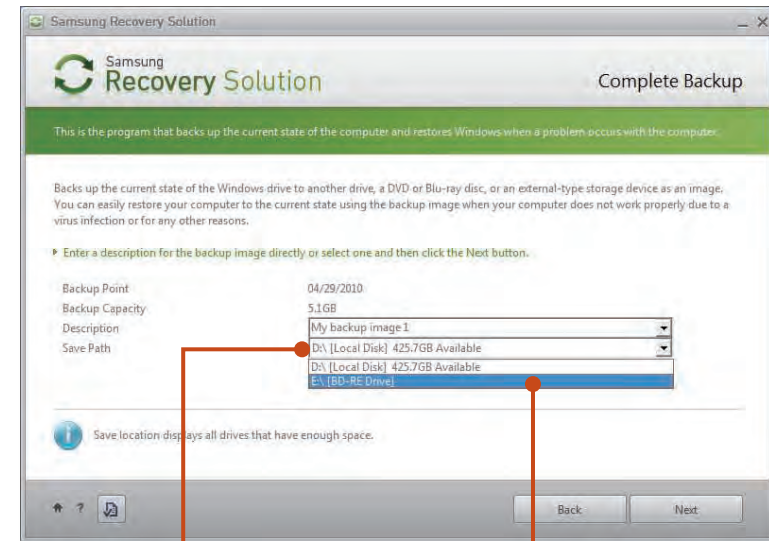 Samsung Recovery Solution
Samsung
Recovery Solution
Complete Backup
This is the program that backs up the current state of the computer and restores Windows when a problem occurs with the computer.
Backs up the current state of the Windows drive to another drive, a DVD or Blu-ray disc, or an external-type storage device as an image.
You can easily restore your computer to the current state using the backup image when your computer does not work properly due to a
virus infection or for any other reasons.
Enter a description for the backup image directly or select one and then click the Next button.
Backup Point 04/29/2010
Backup Capacity 5.1GB
Description My backup image 1
Save Path D:\ [Local Disk] 425.7GB Available
D:\ [Local Disk] 425.7GB Available
E:\ [BD-RE Drive]
Save location displays all drives that have enough space.
?
Back Next